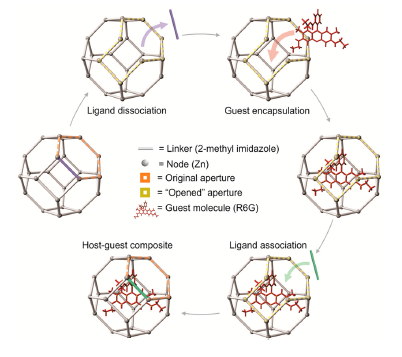 Ligand dissociation
Guest encapsulation
= Linker (2-methyl imidazole)
= Node (Zn)
= Original aperture
= “Opened” aperture
= Guest molecule (R6G)
Host-guest composite
Ligand association